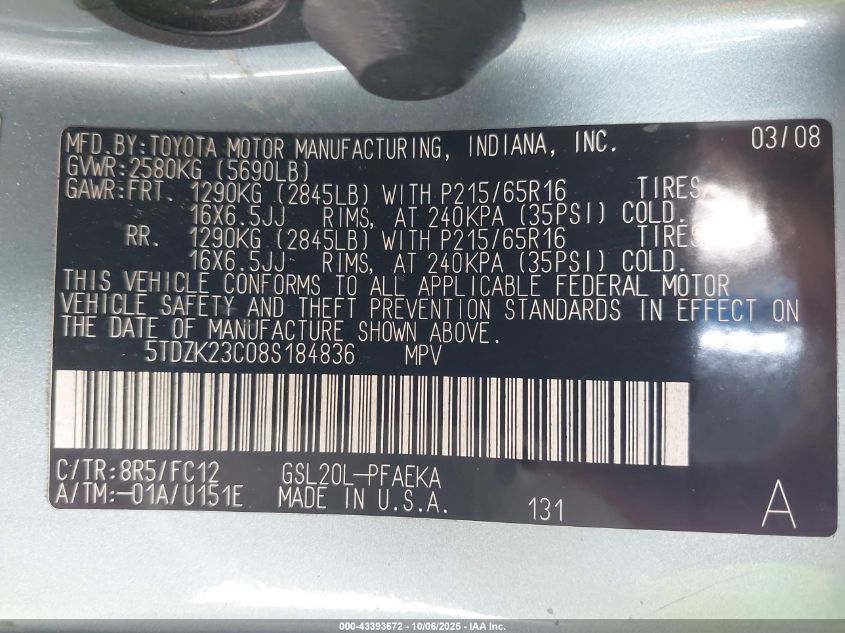 MFD. BY: TOYOTA MOTOR MANUFACTURING, INDIANA, INC. 03/08
GVWR: 2580KG (5690LB)
GAWR: FRT. 1290KG (2845LB) WITH P215/65R16 TIRES,
16X6.5JJ RIMS, AT 240KPA (35PSI) COLD.
RR. 1290KG (2845LB) WITH P215/65R16 TIRES,
16X6.5JJ RIMS, AT 240KPA (35PSI) COLD.
THIS VEHICLE CONFORMS TO ALL APPLICABLE FEDERAL MOTOR
VEHICLE SAFETY AND THEFT PREVENTION STANDARDS IN EFFECT ON
THE DATE OF MANUFACTURE SHOWN ABOVE.
5TDZK23C08S184836 MPV
C/TR: 8R5/FC12 GSL20L-PFAEKA
A/TM: -01A/U151E MADE IN U.S.A. 131 A
000-43393672 - 10/06/2025 - IAA Inc.